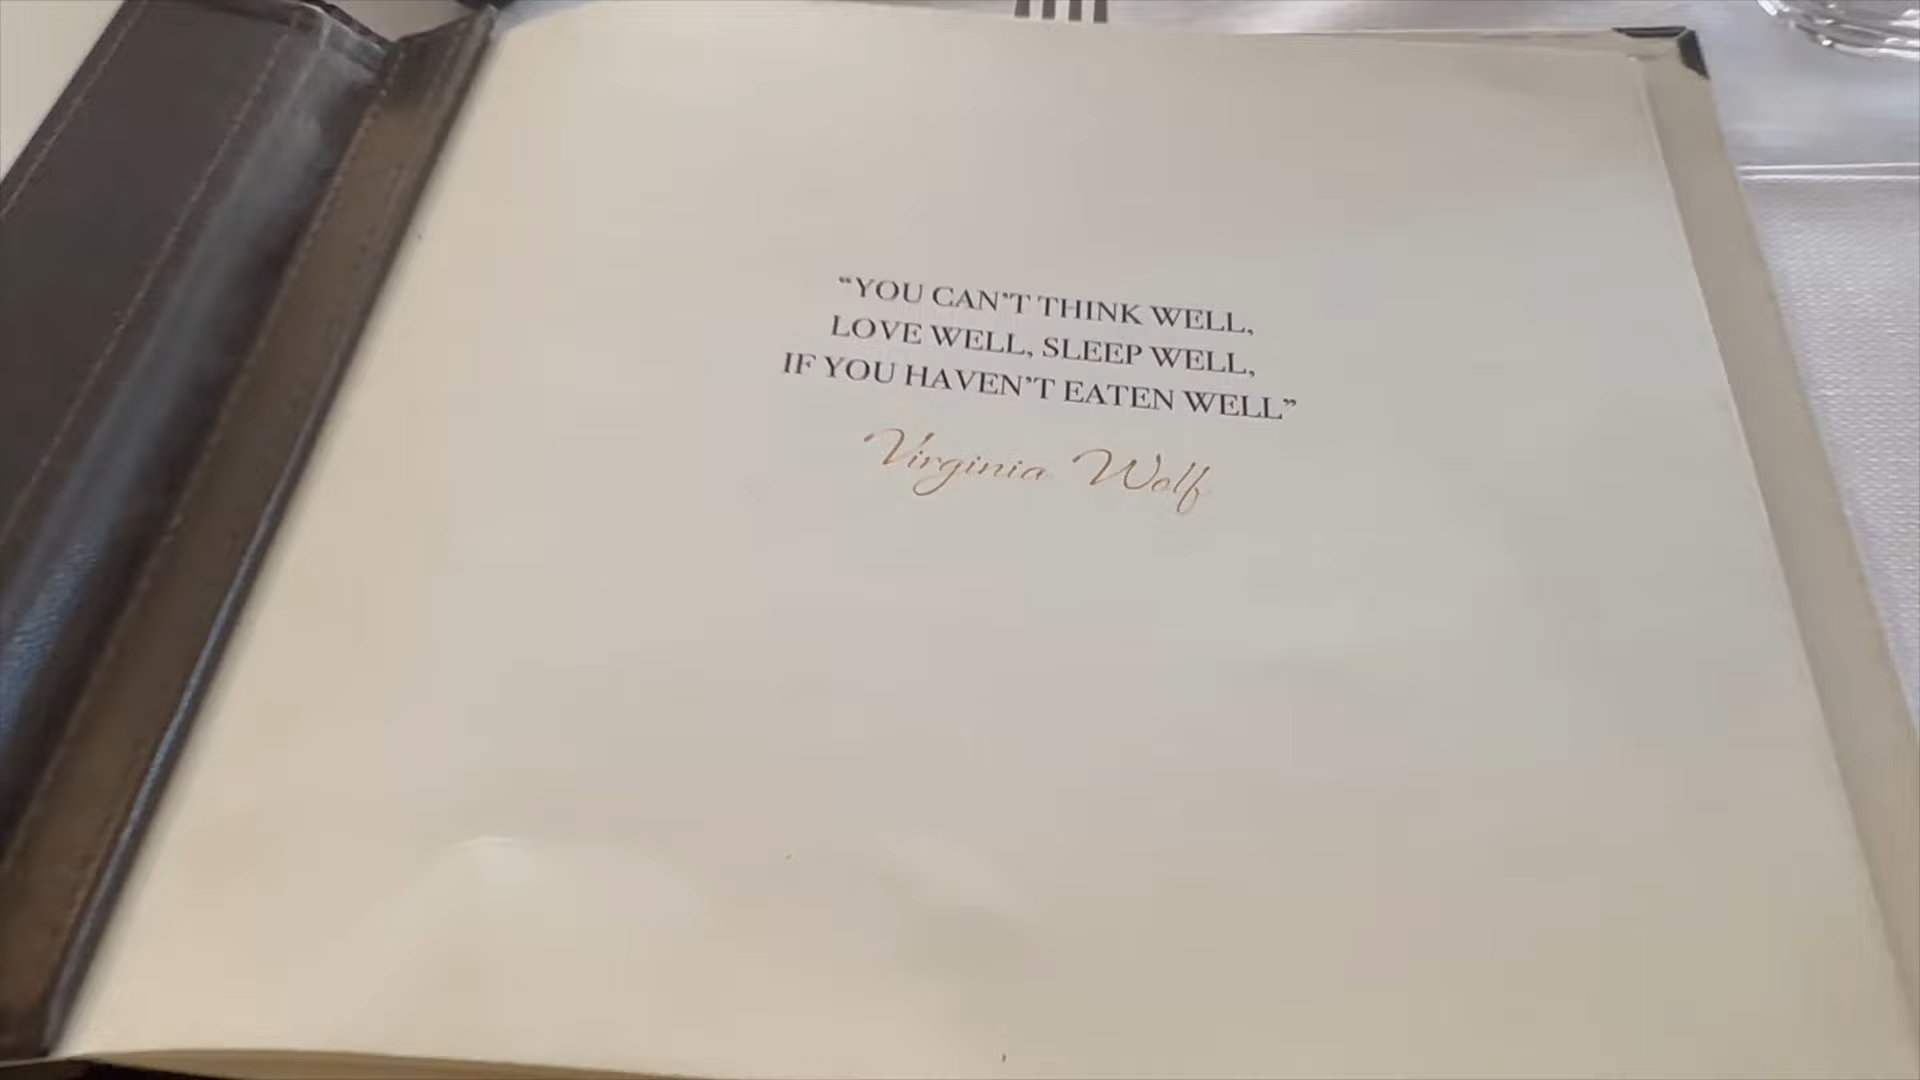 “YOU CAN’T THINK WELL,
LOVE WELL, SLEEP WELL,
IF YOU HAVEN’T EATEN WELL”
Virginia Wolf